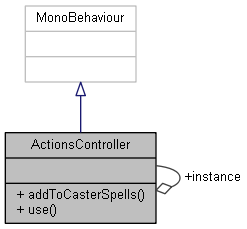 MonoBehaviour
ActionsController
+instance
+ addToCasterSpells()
+ use()